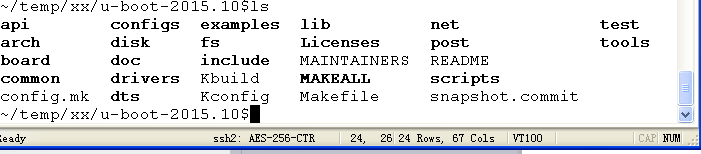 ~/temp/xx/u-boot-2015.10$ls
api configs examples lib net test
arch disk fs Licenses post tools
board doc include MAINTAINERS README
common drivers Kbuild MAKEALL scripts
config.mk dts Kconfig Makefile snapshot.commit
~/temp/xx/u-boot-2015.10$
Ready ssh2: AES-256-CTR 24, 26 24 Rows, 67 Cols VT100 CAP NUM